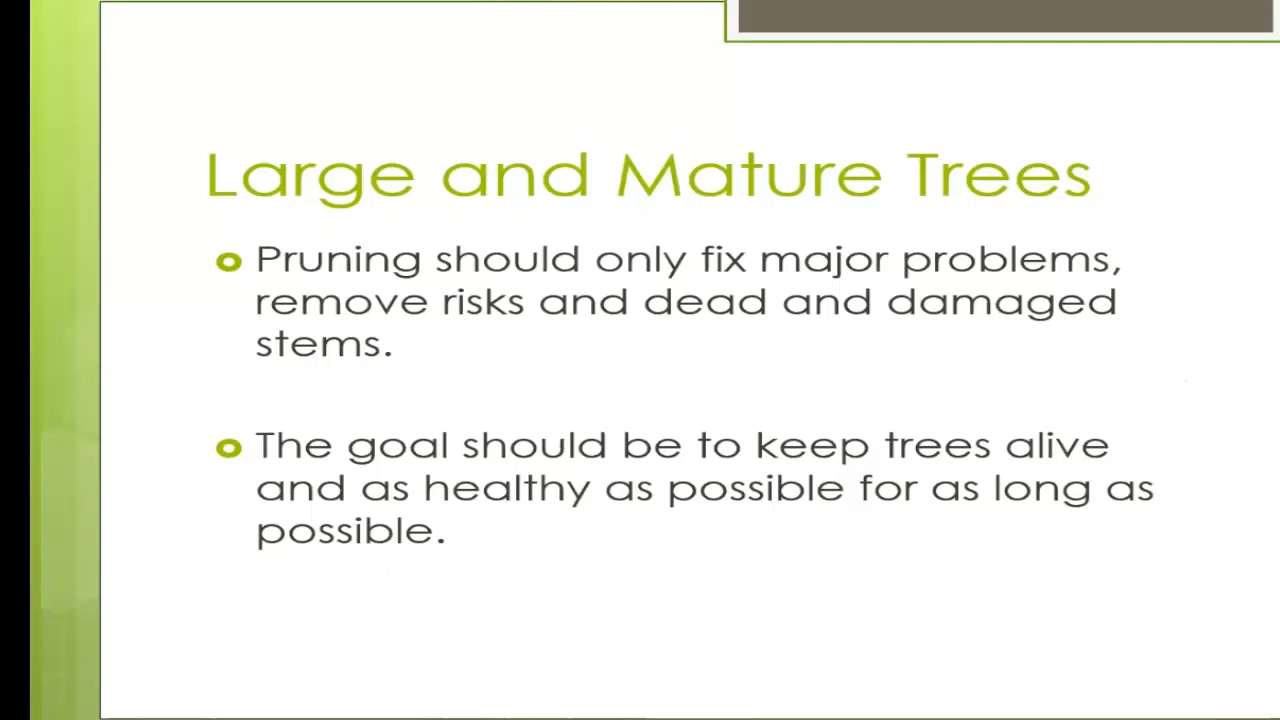 Large and Mature Trees
Pruning should only fix major problems,
remove risks and dead and damaged
stems.
The goal should be to keep trees alive
and as healthy as possible for as long as
possible.